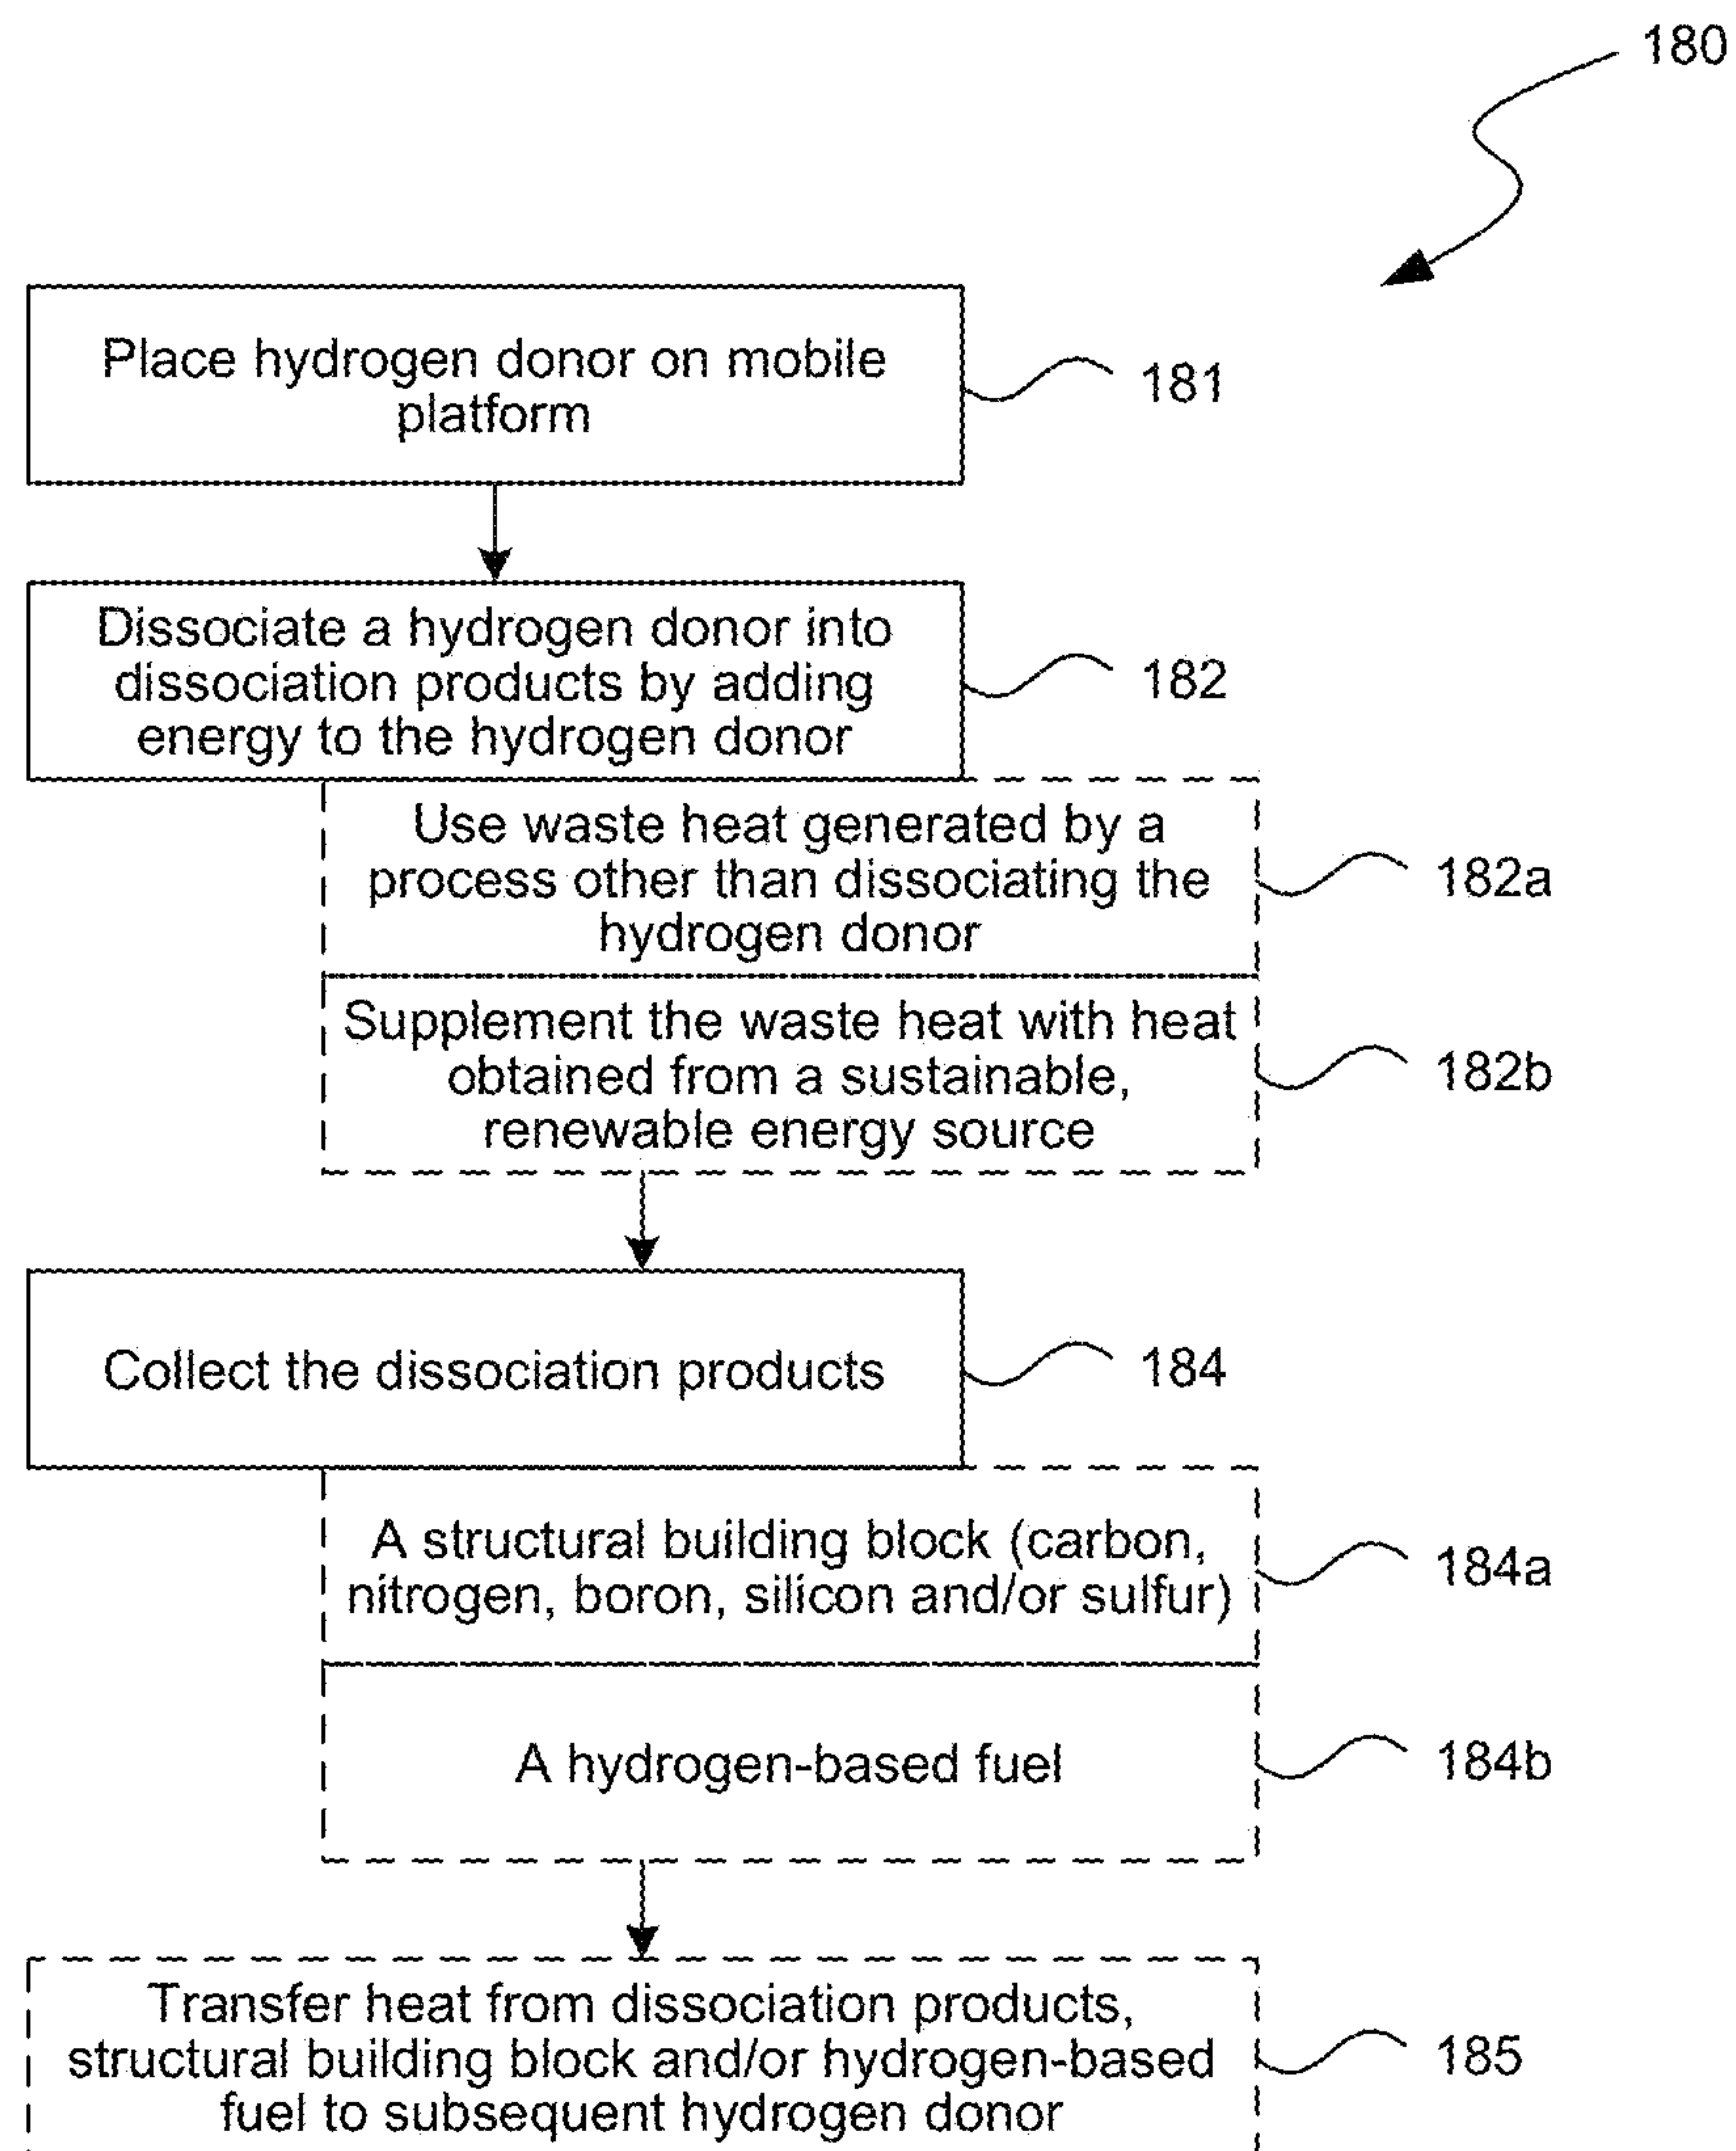 180
Place hydrogen donor on mobile
platform
181
Dissociate a hydrogen donor into
dissociation products by adding
energy to the hydrogen donor
182
Use waste heat generated by a
process other than dissociating the
hydrogen donor
182a
Supplement the waste heat with heat
obtained from a sustainable,
renewable energy source
182b
Collect the dissociation products
184
A structural building block (carbon,
nitrogen, boron, silicon and/or sulfur)
184a
A hydrogen-based fuel
184b
Transfer heat from dissociation products,
structural building block and/or hydrogen-based
fuel to subsequent hydrogen donor
185